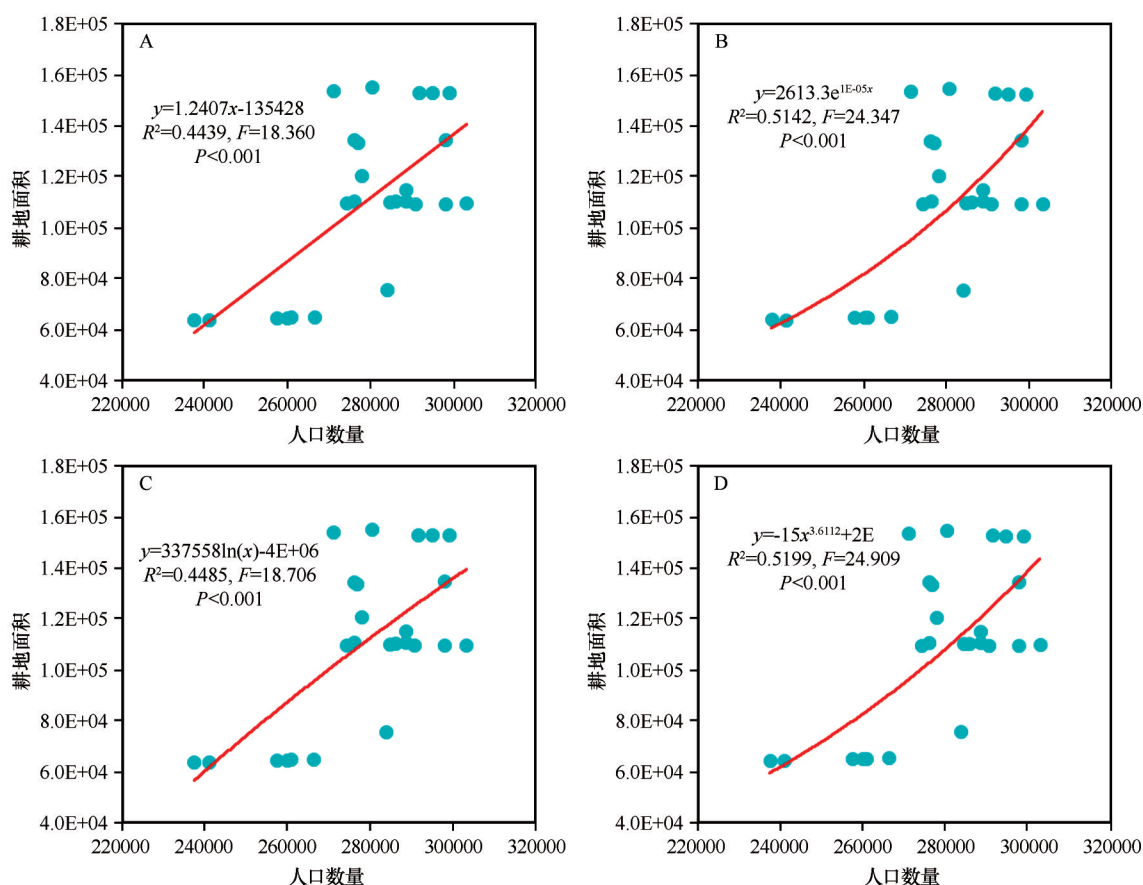 A
y=1.2407x-135428
R²=0.4439, F=18.360
P<0.001
1.8E+05
1.6E+05
1.4E+05
1.2E+05
1.0E+05
8.0E+04
6.0E+04
4.0E+04
耕地面积
220000 240000 260000 280000 300000 320000
人口数量
B
y=2613.3e^1E-05x
R²=0.5142, F=24.347
P<0.001
1.8E+05
1.6E+05
1.4E+05
1.2E+05
1.0E+05
8.0E+04
6.0E+04
4.0E+04
耕地面积
220000 240000 260000 280000 300000 320000
人口数量
C
y=337558ln(x)-4E+06
R²=0.4485, F=18.706
P<0.001
1.8E+05
1.6E+05
1.4E+05
1.2E+05
1.0E+05
8.0E+04
6.0E+04
4.0E+04
耕地面积
220000 240000 260000 280000 300000 320000
人口数量
D
y=-15x^3.6112+2E
R²=0.5199, F=24.909
P<0.001
1.8E+05
1.6E+05
1.4E+05
1.2E+05
1.0E+05
8.0E+04
6.0E+04
4.0E+04
耕地面积
220000 240000 260000 280000 300000 320000
人口数量